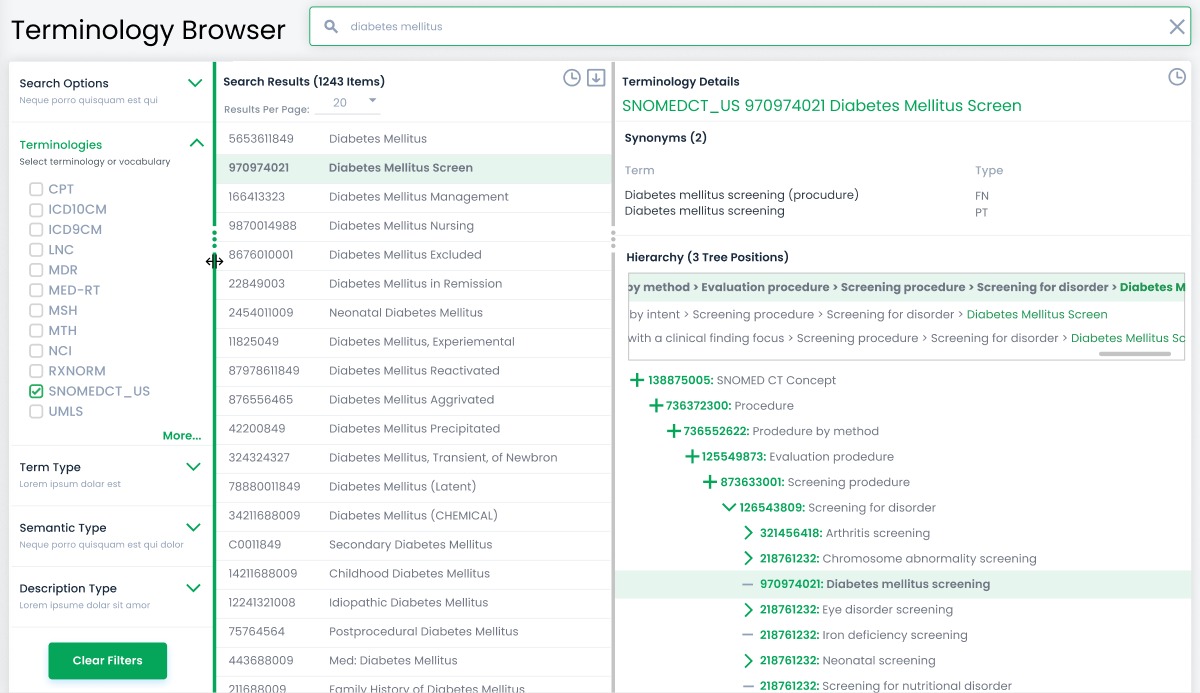 Terminology Browser
diabetes mellitus
Search Options
Neque porro quisquam est qui
Terminologies
Select terminology or vocabulary
CPT
ICD10CM
ICD9CM
LNC
MDR
MED-RT
MSH
MTH
NCI
RXNORM
SNOMEDCT_US
UMLS
More...
Term Type
Lorem ipsum dolar est
Semantic Type
Neque porro quisquam est qui dolor
Description Type
Lorem ipsume dolar sit amor
Clear Filters
Search Results (1243 Items)
Results Per Page: 20
5653611849 Diabetes Mellitus
970974021 Diabetes Mellitus Screen
166413323 Diabetes Mellitus Management
9870014988 Diabetes Mellitus Nursing
8676010001 Diabetes Mellitus Excluded
22849003 Diabetes Mellitus in Remission
2454011009 Neonatal Diabetes Mellitus
11825049 Diabetes Mellitus, Experiemental
87978611849 Diabetes Mellitus Reactivated
876556465 Diabetes Mellitus Aggrivated
42200849 Diabetes Mellitus Precipitated
324324327 Diabetes Mellitus, Transient, of Newbron
78880011849 Diabetes Mellitus (Latent)
34211688009 Diabetes Mellitus (CHEMICAL)
C0011849 Secondary Diabetes Mellitus
14211688009 Childhood Diabetes Mellitus
12241321008 Idiopathic Diabetes Mellitus
75764564 Postprocedural Diabetes Mellitus
443688009 Med: Diabetes Mellitus
211688009 Family History of Diabetes Mellitus
Terminology Details
SNOMEDCT_US 970974021 Diabetes Mellitus Screen
Synonyms (2)
Term Type
Diabetes mellitus screening (procudure) FN
Diabetes mellitus screening PT
Hierarchy (3 Tree Positions)
by method > Evaluation procedure > Screening procedure > Screening for disorder > Diabetes M
by intent > Screening procedure > Screening for disorder > Diabetes Mellitus Screen
with a clinical finding focus > Screening procedure > Screening for disorder > Diabetes Mellitus Sc
138875005: SNOMED CT Concept
736372300: Procedure
736552622: Prodedure by method
125549873: Evaluation prodedure
873633001: Screening prodedure
126543809: Screening for disorder
321456418: Arthritis screening
218761232: Chromosome abnormality screening
970974021: Diabetes mellitus screening
218761232: Eye disorder screening
218761232: Iron deficiency screening
218761232: Neonatal screening
218761232: Screening for nutritional disorder